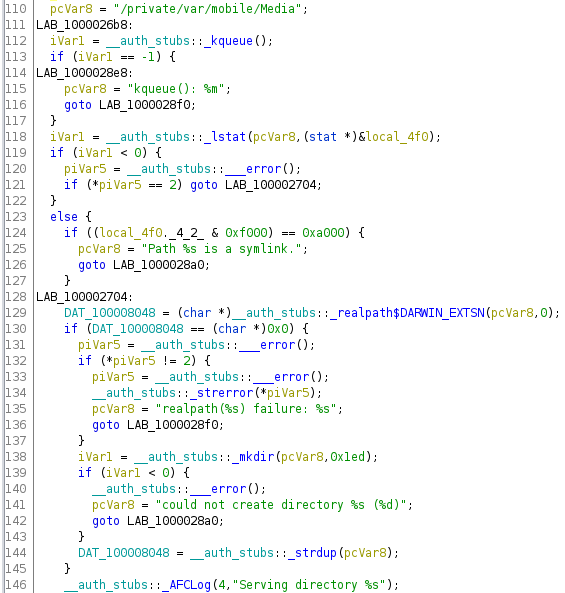 110 pcVar8 = "/private/var/mobile/Media";
111 LAB_1000026b8:
112 iVar1 = __auth_stubs::_kqueue();
113 if (iVar1 == -1) {
114 LAB_1000028e8:
115 pcVar8 = "kqueue(): %m";
116 goto LAB_1000028f0;
117 }
118 iVar1 = __auth_stubs::_lstat(pcVar8,(stat *)&local_4f0);
119 if (iVar1 < 0) {
120 piVar5 = __auth_stubs::___error();
121 if (*piVar5 == 2) goto LAB_100002704;
122 }
123 else {
124 if ((local_4f0._4_2_ & 0xf000) == 0xa000) {
125 pcVar8 = "Path %s is a symlink.";
126 goto LAB_1000028a0;
127 }
128 LAB_100002704:
129 DAT_100008048 = (char *)__auth_stubs::_realpath$DARWIN_EXTSN(pcVar8,0);
130 if (DAT_100008048 == (char *)0x0) {
131 piVar5 = __auth_stubs::___error();
132 if (*piVar5 != 2) {
133 piVar5 = __auth_stubs::___error();
134 __auth_stubs::_strerror(*piVar5);
135 pcVar8 = "realpath(%s) failure: %s";
136 goto LAB_1000028f0;
137 }
138 iVar1 = __auth_stubs::_mkdir(pcVar8,0x1ed);
139 if (iVar1 < 0) {
140 __auth_stubs::___error();
141 pcVar8 = "could not create directory %s (%d)";
142 goto LAB_1000028a0;
143 }
144 DAT_100008048 = __auth_stubs::_strdup(pcVar8);
145 }
146 __auth_stubs::_AFCLog(4,"Serving directory %s");